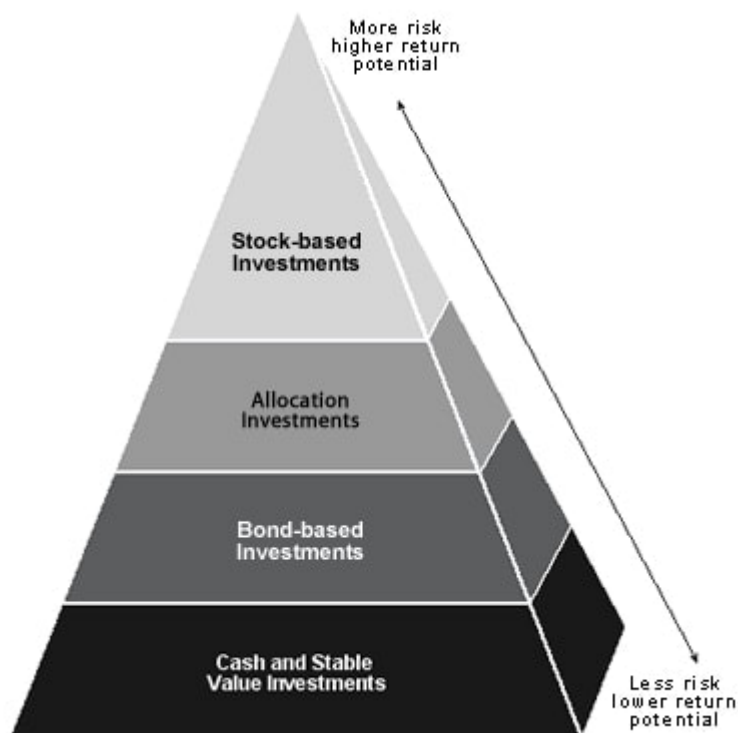 More risk
higher return
potential
Stock-based
Investments
Allocation
Investments
Bond-based
Investments
Cash and Stable
Value Investments
Less risk
lower return
potential